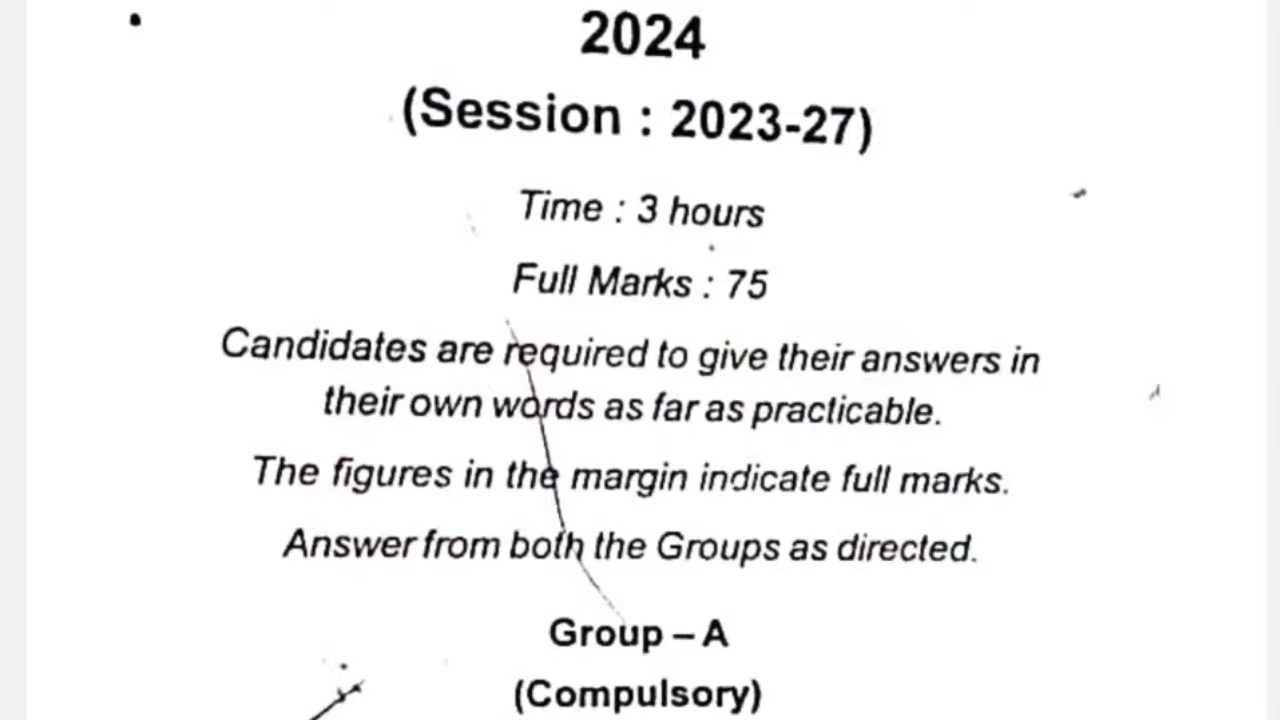 2024
(Session : 2023-27)
Time : 3 hours
Full Marks : 75
Candidates are required to give their answers in
their own words as far as practicable.
The figures in the margin indicate full marks.
Answer from both the Groups as directed.
Group – A
(Compulsory)